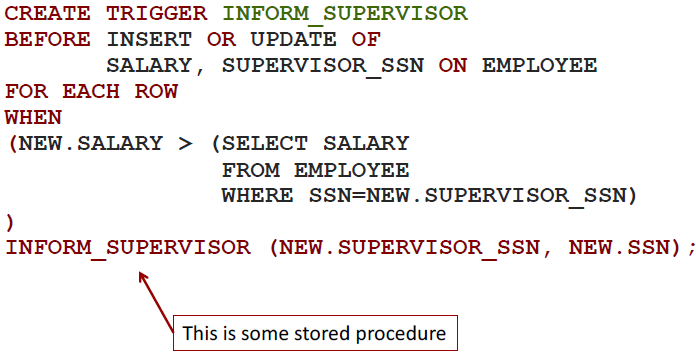 CREATE TRIGGER INFORM_SUPERVISOR
BEFORE INSERT OR UPDATE OF
SALARY, SUPERVISOR_SSN ON EMPLOYEE
FOR EACH ROW
WHEN
(NEW.SALARY > (SELECT SALARY
FROM EMPLOYEE
WHERE SSN=NEW.SUPERVISOR_SSN)
)
INFORM_SUPERVISOR (NEW.SUPERVISOR_SSN, NEW.SSN);
This is some stored procedure